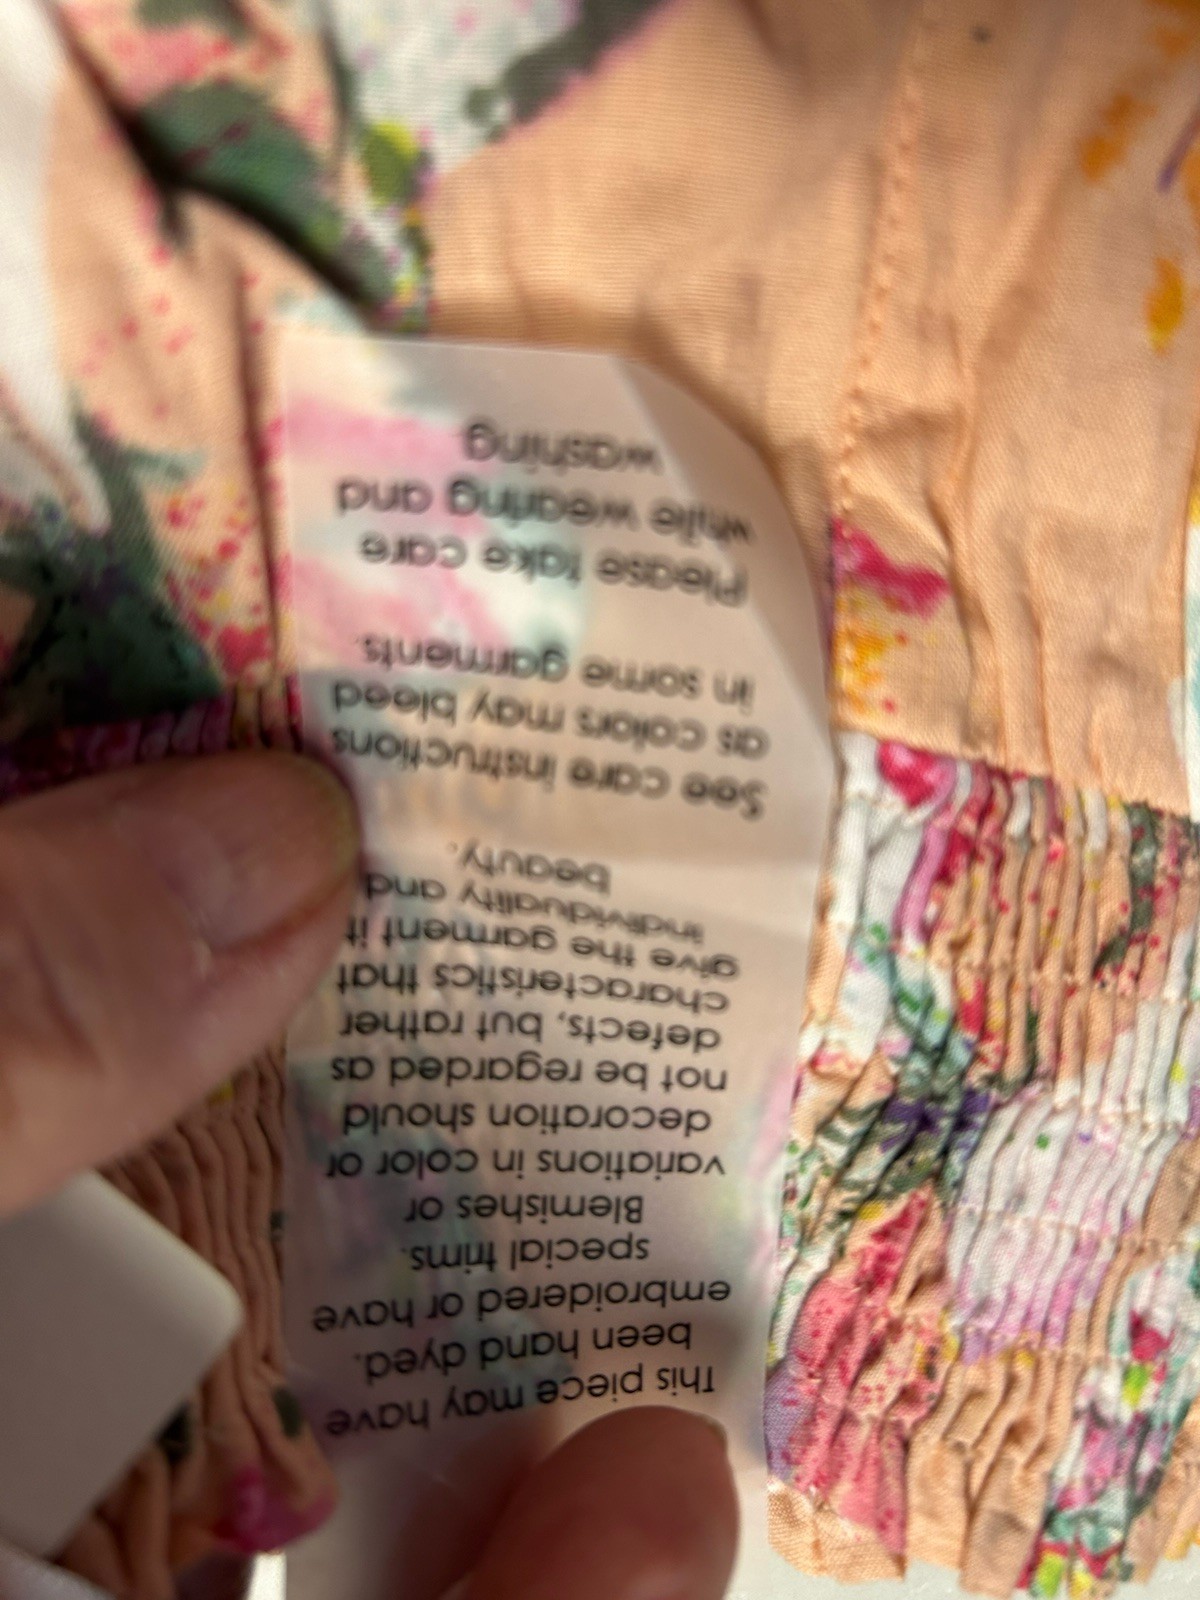 This piece may have
been hand dyed,
embroidered or have
special trims.
Blemishes or
variations in color or
decoration should
not be regarded as
defects, but rather
characteristics that
give the garment it
individuality and
beauty.
See care instructions
as colors may bleed
in some garments.
Please take care
while wearing and
washing